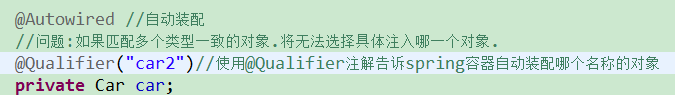 @Autowired //自动装配
//问题:如果匹配多个类型一致的对象.将无法选择具体注入哪一个对象.
@Qualifier("car2")//使用@Qualifier注解告诉spring容器自动装配哪个名称的对象
private Car car;